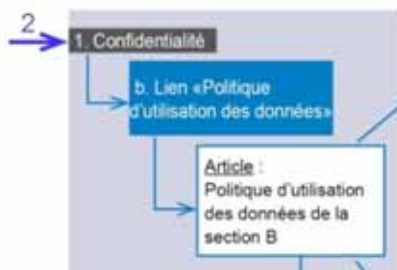 2
1. Confidentialité
b. Lien «Politique
d'utilisation des données»
Article :
Politique d'utilisation
des données de la
section B